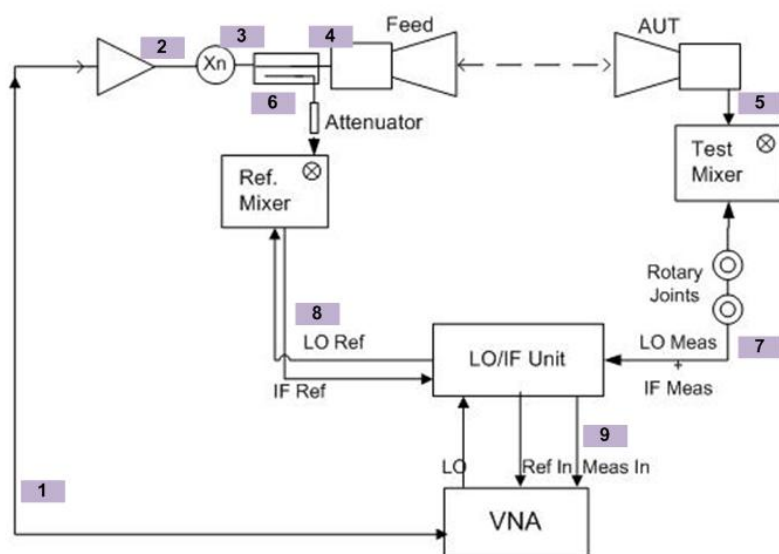 Feed
AUT
2
3
4
Xn
6
Attenuator
5
Ref.
Mixer
Test
Mixer
Rotary
Joints
8
LO Ref
IF Ref
LO/IF Unit
LO Meas
+
IF Meas
7
9
LO
Ref In
Meas In
1
VNA